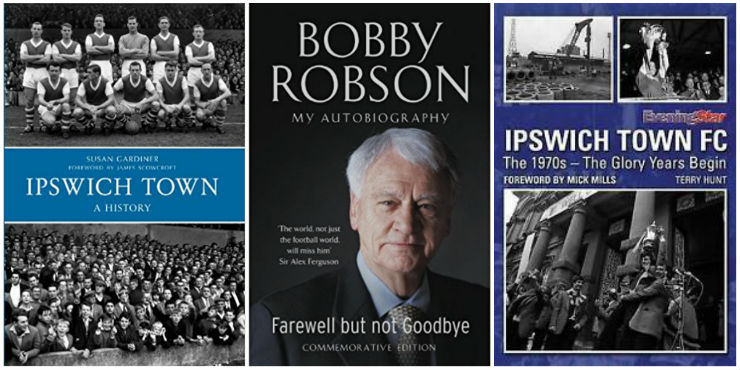 SUSAN GARDINER
FOREWORD BY JAMES SCOWCROFT
IPSWICH TOWN
A HISTORY
BOBBY
ROBSON
MY AUTOBIOGRAPHY
'The world, not just
the football world,
will miss him'
Sir Alex Ferguson
Farewell but not Goodbye
COMMEMORATIVE EDITION
Evening Star
IPSWICH TOWN FC
The 1970s – The Glory Years Begin
FOREWORD BY MICK MILLS TERRY HUNT